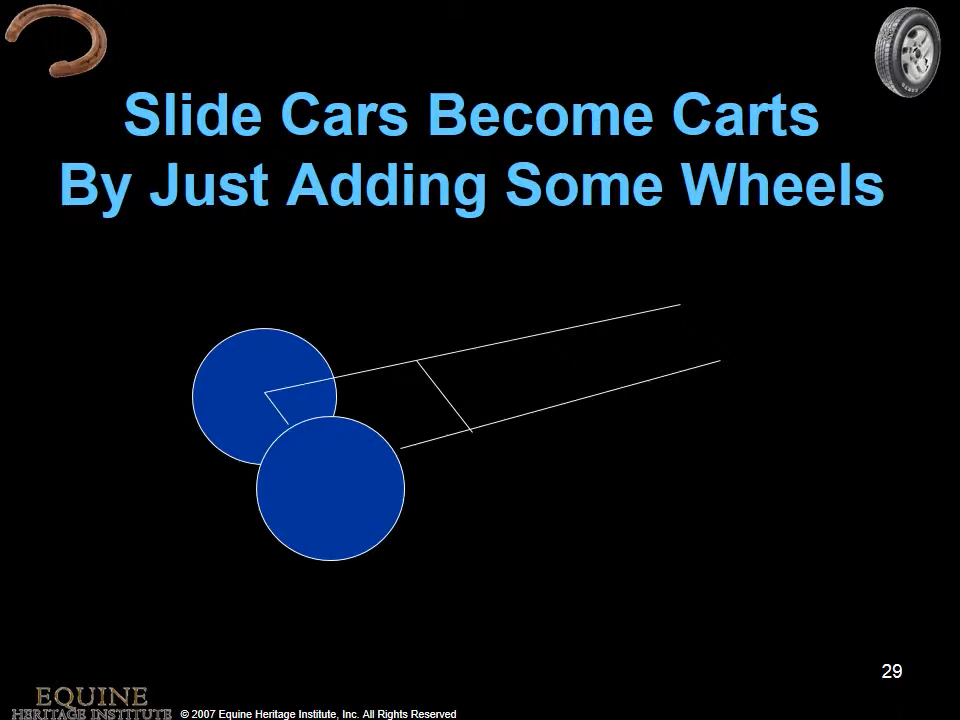 Slide Cars Become Carts
By Just Adding Some Wheels
29
EQUINE
HERITAGE INSTITUTE
© 2007 Equine Heritage Institute, Inc. All Rights Reserved